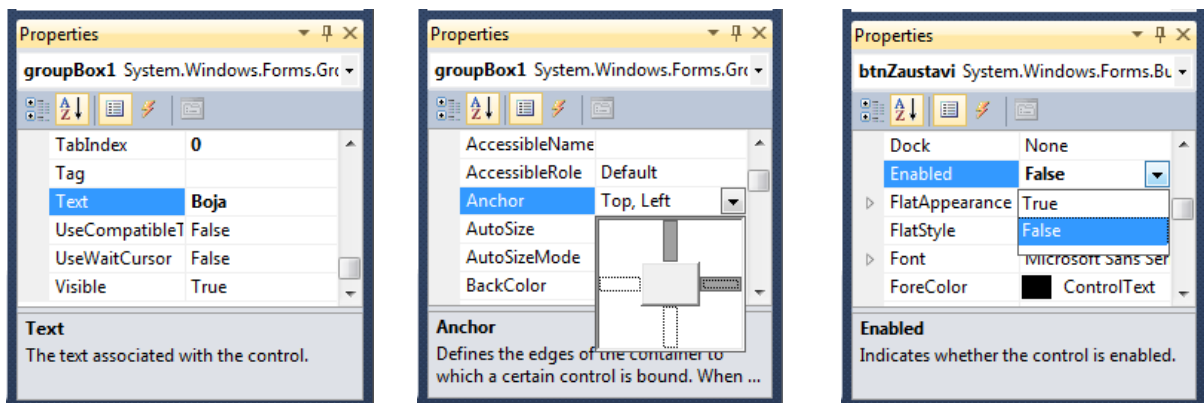 Properties
groupBox1 System.Windows.Forms.Gro
TabIndex 0
Tag
Text Boja
UseCompatibleT False
UseWaitCursor False
Visible True
Text
The text associated with the control.
Properties
groupBox1 System.Windows.Forms.Gro
AccessibleName
AccessibleRole Default
Anchor Top, Left
AutoSize
AutoSizeMode
BackColor
Anchor
Defines the edges of the container to
which a certain control is bound. When ...
Properties
btnZaustavi System.Windows.Forms.Bu
Dock None
Enabled False
FlatAppearance True
FlatStyle False
Font Microsoft Sans Ser
ForeColor ControlText
Enabled
Indicates whether the control is enabled.